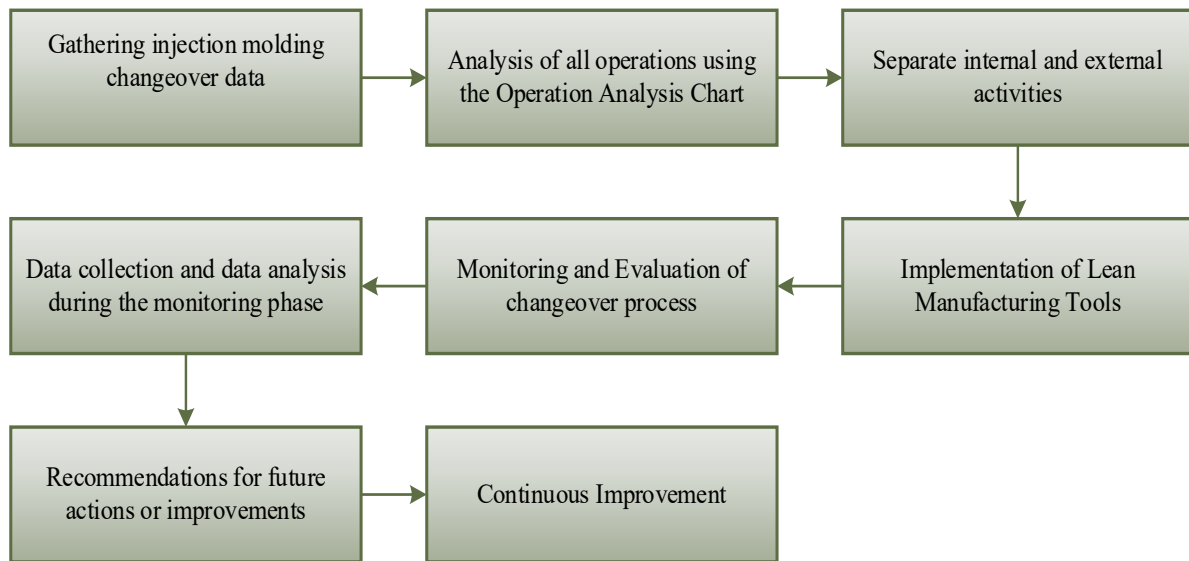 Gathering injection molding
changeover data
Analysis of all operations using
the Operation Analysis Chart
Separate internal and external
activities
Implementation of Lean
Manufacturing Tools
Monitoring and Evaluation of
changeover process
Data collection and data analysis
during the monitoring phase
Recommendations for future
actions or improvements
Continuous Improvement